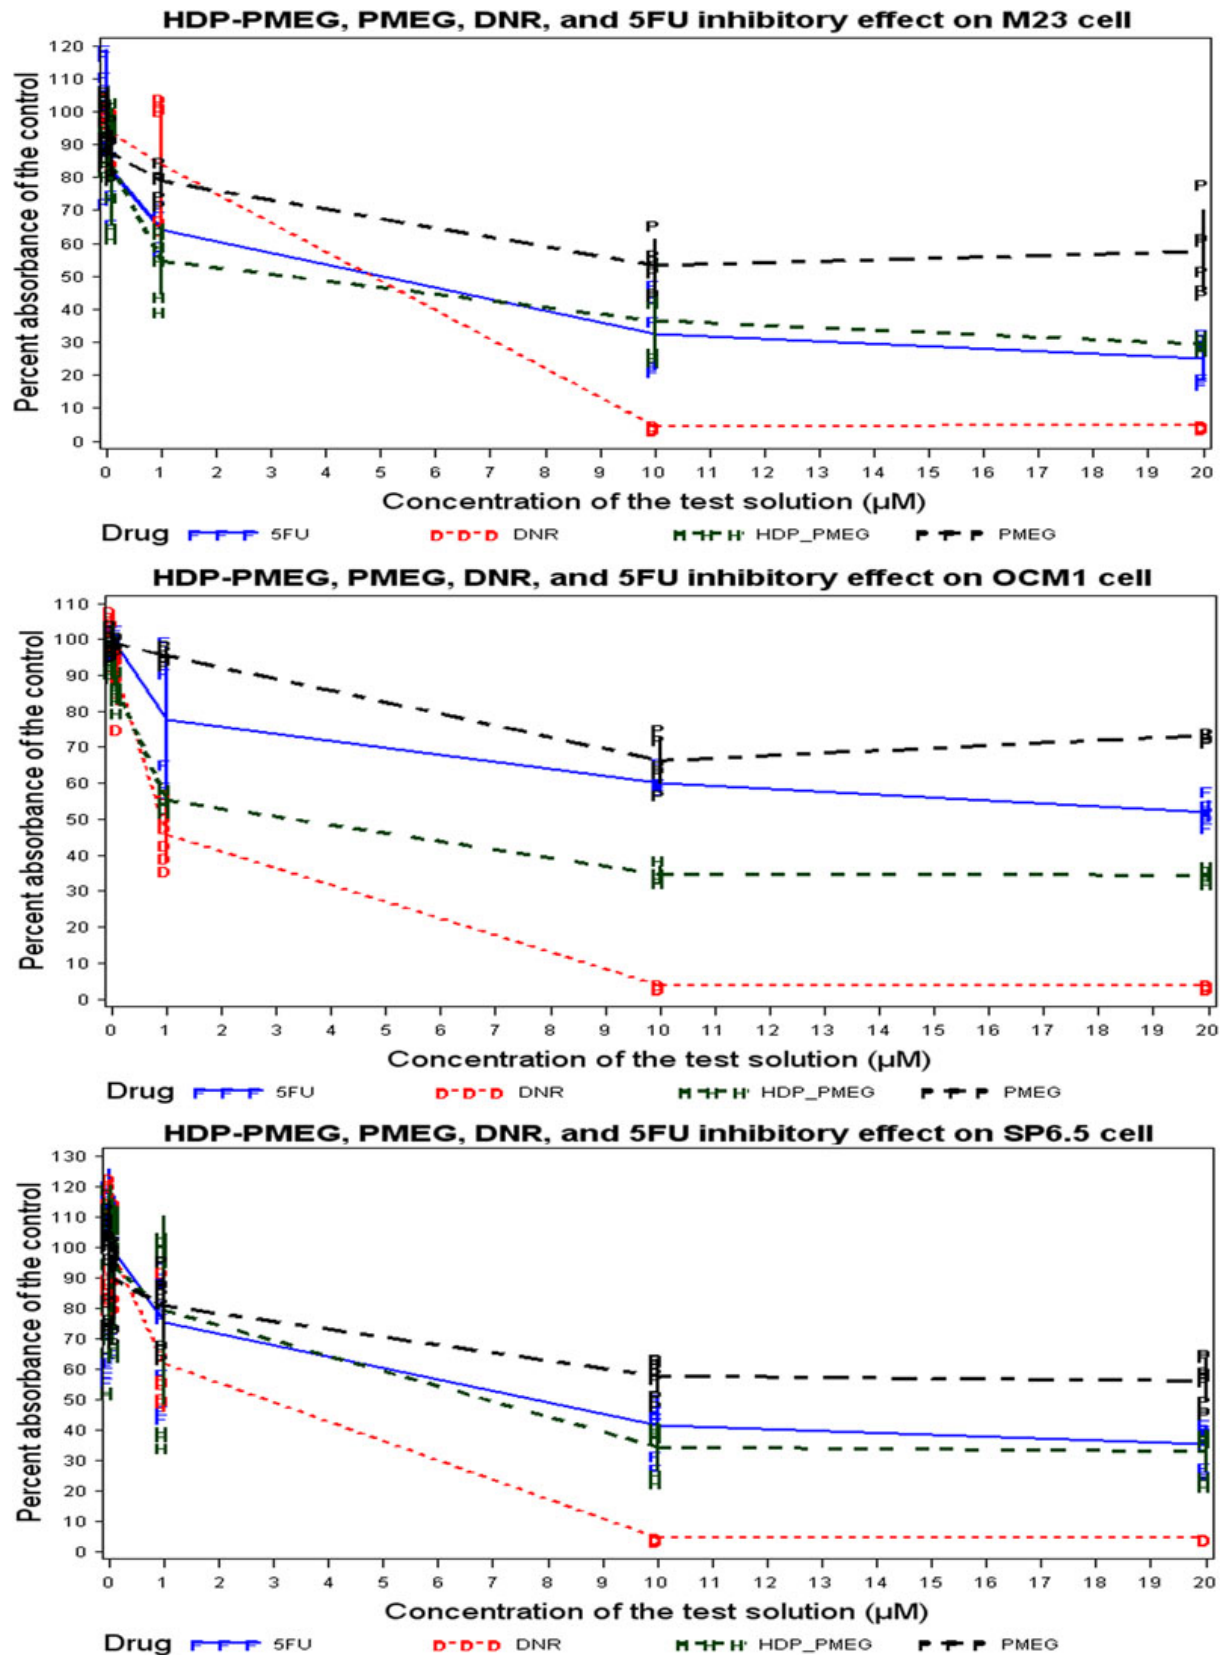 HDP-PMEG, PMEG, DNR, and 5FU inhibitory effect on M23 cell
Percent absorbance of the control
120
110
100
90
80
70
60
50
40
30
20
10
0
0 1 2 3 4 5 6 7 8 9 10 11 12 13 14 15 16 17 18 19 20
Concentration of the test solution (µM)
Drug F F F 5FU D D D DNR H H H HDP_PMEG P P P PMEG
HDP-PMEG, PMEG, DNR, and 5FU inhibitory effect on OCM1 cell
Percent absorbance of the control
110
100
90
80
70
60
50
40
30
20
10
0
0 1 2 3 4 5 6 7 8 9 10 11 12 13 14 15 16 17 18 19 20
Concentration of the test solution (µM)
Drug F F F 5FU D D D DNR H H H HDP_PMEG P P P PMEG
HDP-PMEG, PMEG, DNR, and 5FU inhibitory effect on SP6.5 cell
Percent absorbance of the control
130
120
110
100
90
80
70
60
50
40
30
20
10
0
0 1 2 3 4 5 6 7 8 9 10 11 12 13 14 15 16 17 18 19 20
Concentration of the test solution (µM)
Drug F F F 5FU D D D DNR H H H HDP_PMEG P P P PMEG